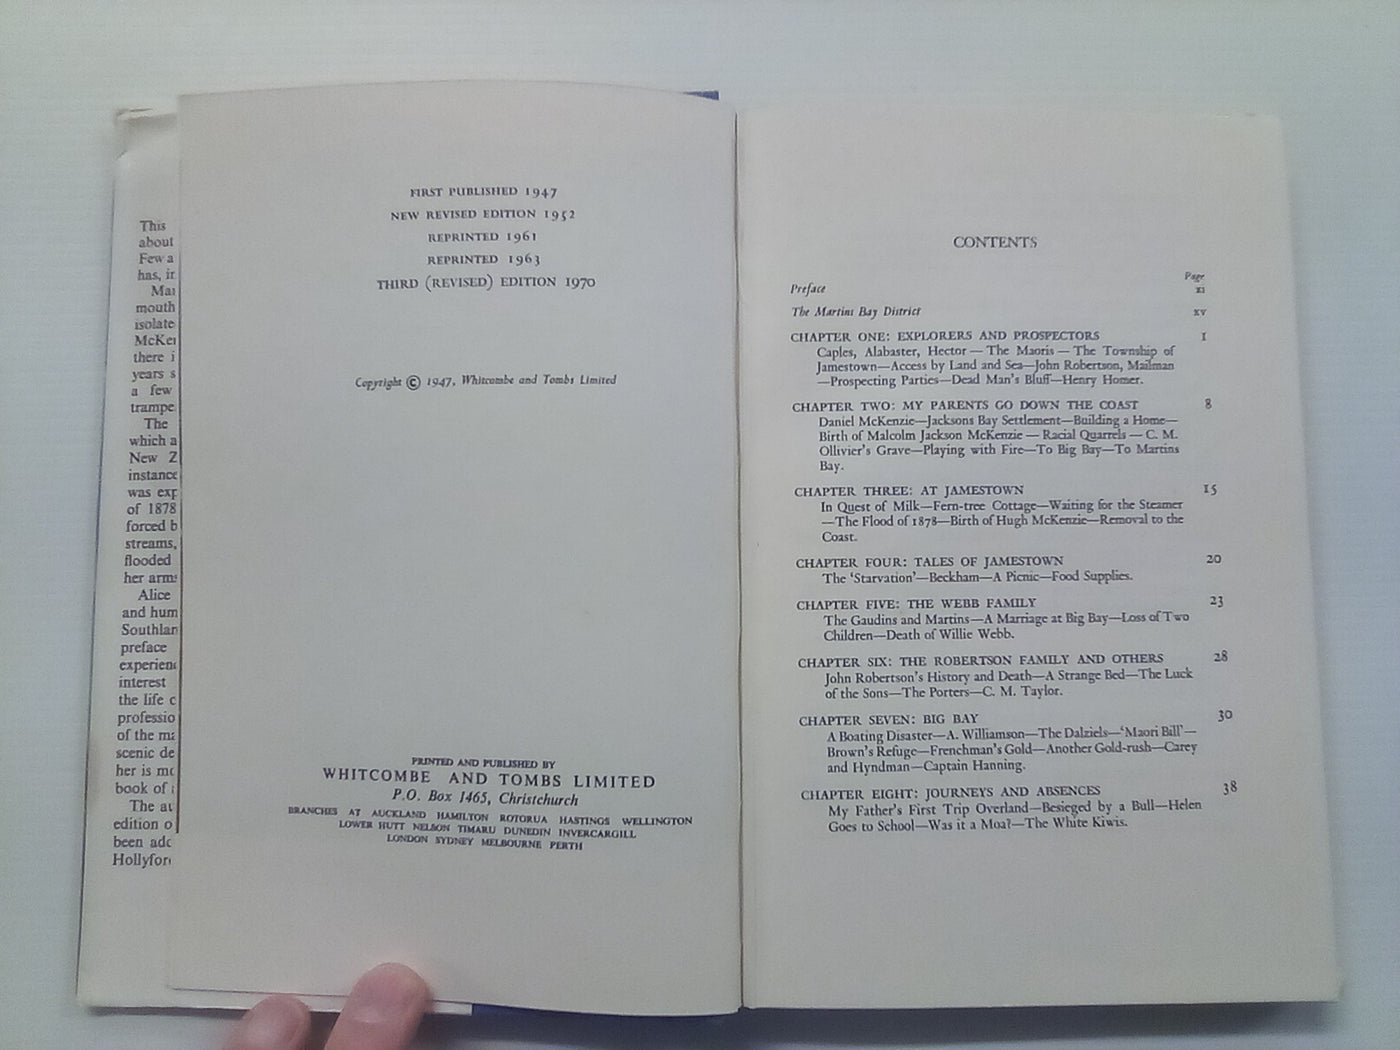 This
about
Few a
has, ir
Mar
mouth
isolate
McKer
there i
years s
a few
trampe
The
which a
New Z
instance
was exp
of 1878
forced b
streams,
flooded
her arms
Alice
and hum
Southlan
preface
experienc
interest
the life c
professio
of the ma
scenic de
her is mo
book of
The au
edition o
been add
Hollyford
FIRST PUBLISHED 1947
NEW REVISED EDITION 1952
REPRINTED 1961
REPRINTED 1963
THIRD (REVISED) EDITION 1970
Copyright © 1947, Whitcombe and Tombs Limited
PRINTED AND PUBLISHED BY
WHITCOMBE AND TOMBS LIMITED
P.O. Box 1465, Christchurch
BRANCHES AT AUCKLAND HAMILTON ROTORUA HASTINGS WELLINGTON
LOWER HUTT NELSON TIMARU DUNEDIN INVERCARGILL
LONDON SYDNEY MELBOURNE PERTH
CONTENTS
Page
Preface xi
The Martins Bay District xv
CHAPTER ONE: EXPLORERS AND PROSPECTORS 1
Caples, Alabaster, Hector — The Maoris — The Township of
Jamestown—Access by Land and Sea—John Robertson, Mailman
—Prospecting Parties—Dead Man's Bluff—Henry Homer.
CHAPTER TWO: MY PARENTS GO DOWN THE COAST 8
Daniel McKenzie—Jacksons Bay Settlement—Building a Home—
Birth of Malcolm Jackson McKenzie — Racial Quarrels — C. M.
Ollivier's Grave—Playing with Fire—To Big Bay—To Martins
Bay.
CHAPTER THREE: AT JAMESTOWN 15
In Quest of Milk—Fern-tree Cottage—Waiting for the Steamer
—The Flood of 1878—Birth of Hugh McKenzie—Removal to the
Coast.
CHAPTER FOUR: TALES OF JAMESTOWN 20
The 'Starvation'—Beckham—A Picnic—Food Supplies.
CHAPTER FIVE: THE WEBB FAMILY 23
The Gaudins and Martins—A Marriage at Big Bay—Loss of Two
Children—Death of Willie Webb.
CHAPTER SIX: THE ROBERTSON FAMILY AND OTHERS 28
John Robertson's History and Death—A Strange Bed—The Luck
of the Sons—The Porters—C. M. Taylor.
CHAPTER SEVEN: BIG BAY 30
A Boating Disaster—A. Williamson—The Dalziels—'Maori Bill'—
Brown's Refuge—Frenchman's Gold—Another Gold-rush—Carey
and Hyndman—Captain Hanning.
CHAPTER EIGHT: JOURNEYS AND ABSENCES 38
My Father's First Trip Overland—Besieged by a Bull—Helen
Goes to School—Was it a Moa?—The White Kiwis.